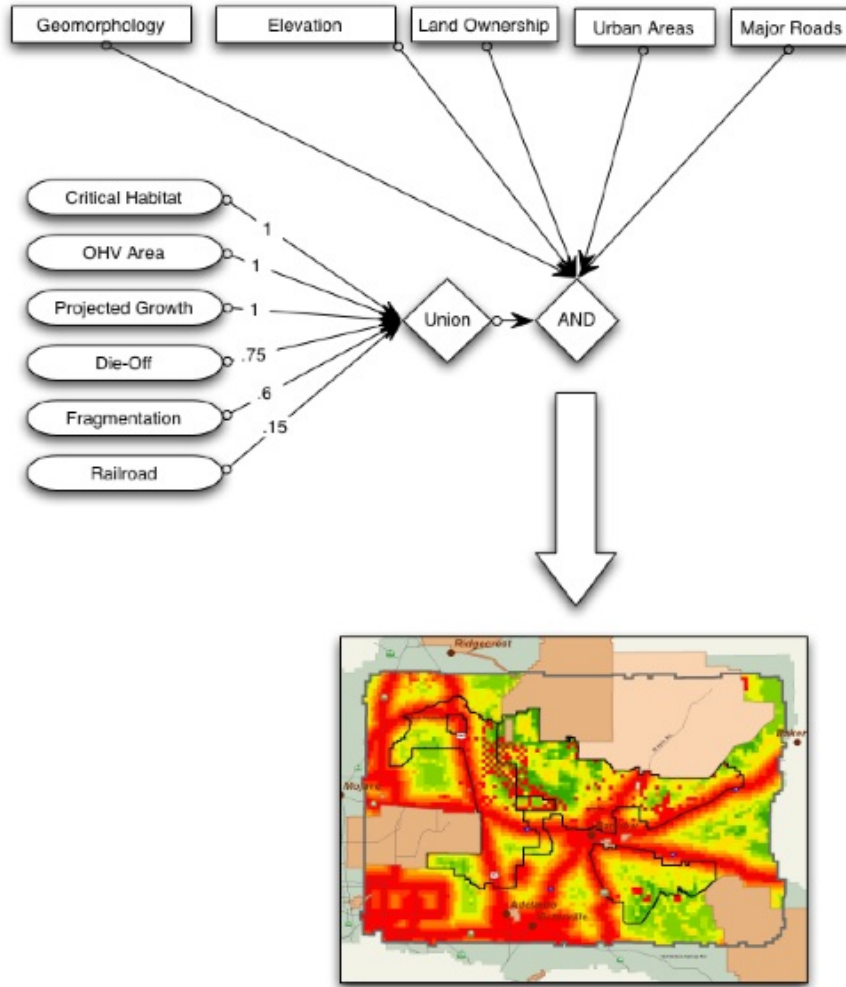 Geomorphology
Elevation
Land Ownership
Urban Areas
Major Roads
Critical Habitat
1
OHV Area
1
Projected Growth
1
Union
AND
Die-Off
.75
Fragmentation
.6
Railroad
.15
Ridgecrest
Baker
Adelanto